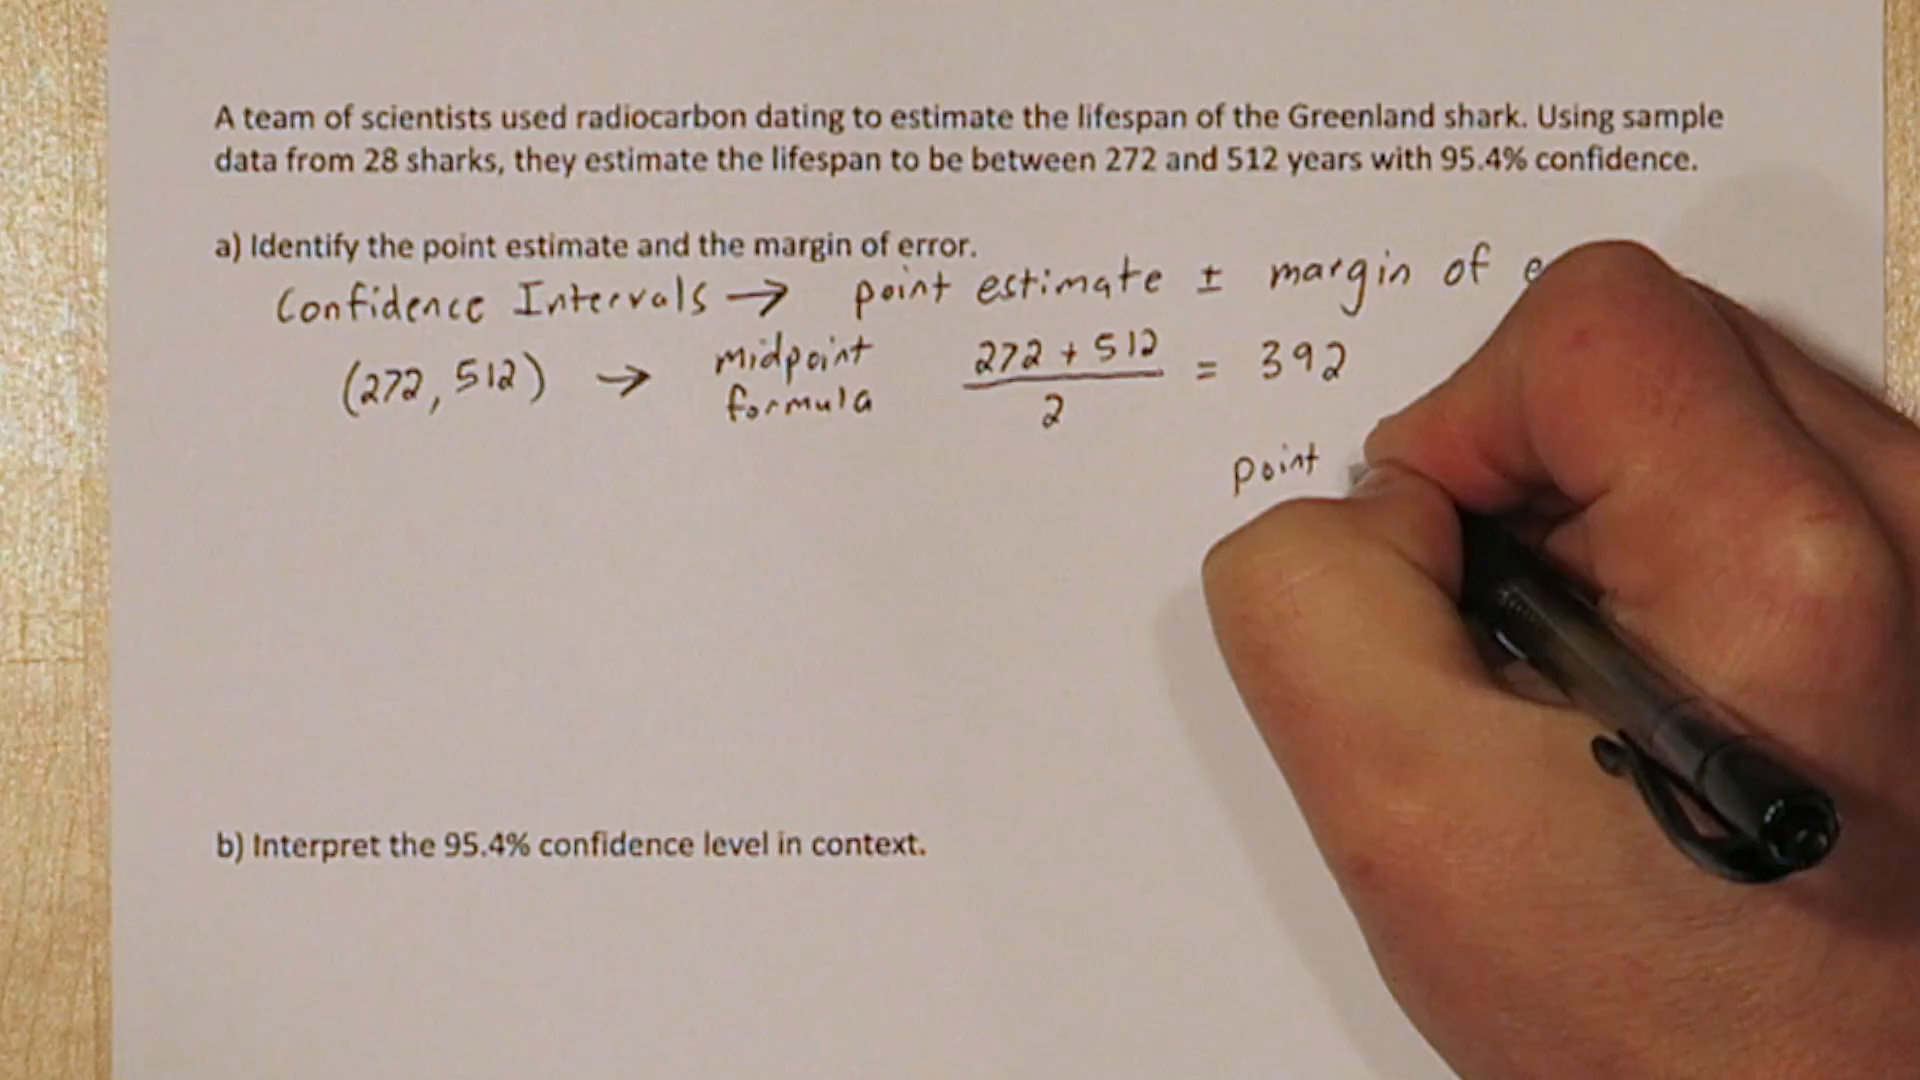 A team of scientists used radiocarbon dating to estimate the lifespan of the Greenland shark. Using sample
data from 28 sharks, they estimate the lifespan to be between 272 and 512 years with 95.4% confidence.
a) Identify the point estimate and the margin of error.
Confidence Intervals → point estimate ± margin of
(272, 512) → midpoint formula 272 + 512 / 2 = 392
point
b) Interpret the 95.4% confidence level in context.